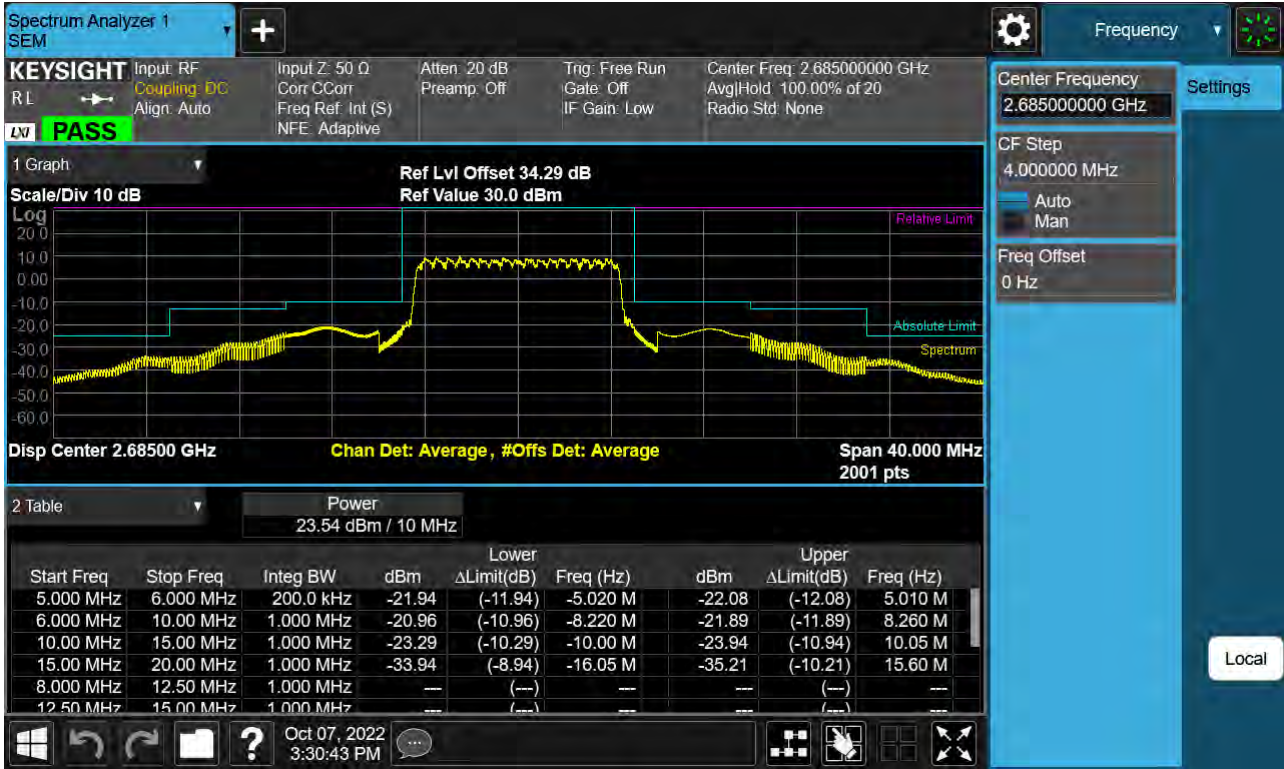 Spectrum Analyzer 1
SEM
Frequency
KEYSIGHT
R L
LXI
PASS
Input: RF
Coupling: DC
Align: Auto
Input Z: 50 Ω
Corr CCorr
Freq Ref: Int (S)
NFE: Adaptive
Atten: 20 dB
Preamp: Off
Trig: Free Run
Gate: Off
IF Gain: Low
Center Freq: 2.685000000 GHz
Avg|Hold: 100.00% of 20
Radio Std: None
Center Frequency
2.685000000 GHz
Settings
CF Step
4.000000 MHz
Auto
Man
Freq Offset
0 Hz
Local
1 Graph
Ref Lvl Offset 34.29 dB
Scale/Div 10 dB
Ref Value 30.0 dBm
Log
20.0
10.0
0.00
-10.0
-20.0
-30.0
-40.0
-50.0
-60.0
Relative Limit
Absolute Limit
Spectrum
Disp Center 2.68500 GHz
Chan Det: Average, #Offs Det: Average
Span 40.000 MHz
2001 pts
2 Table
Power
23.54 dBm / 10 MHz
Lower Upper
Start Freq Stop Freq Integ BW dBm ΔLimit(dB) Freq (Hz) dBm ΔLimit(dB) Freq (Hz)
5.000 MHz 6.000 MHz 200.0 kHz -21.94 (-11.94) -5.020 M -22.08 (-12.08) 5.010 M
6.000 MHz 10.00 MHz 1.000 MHz -20.96 (-10.96) -8.220 M -21.89 (-11.89) 8.260 M
10.00 MHz 15.00 MHz 1.000 MHz -23.29 (-10.29) -10.00 M -23.94 (-10.94) 10.05 M
15.00 MHz 20.00 MHz 1.000 MHz -33.94 (-8.94) -16.05 M -35.21 (-10.21) 15.60 M
8.000 MHz 12.50 MHz 1.000 MHz --- (---) --- --- (---) ---
12.50 MHz 15.00 MHz 1.000 MHz --- (---) --- --- (---) ---
Oct 07, 2022
3:30:43 PM